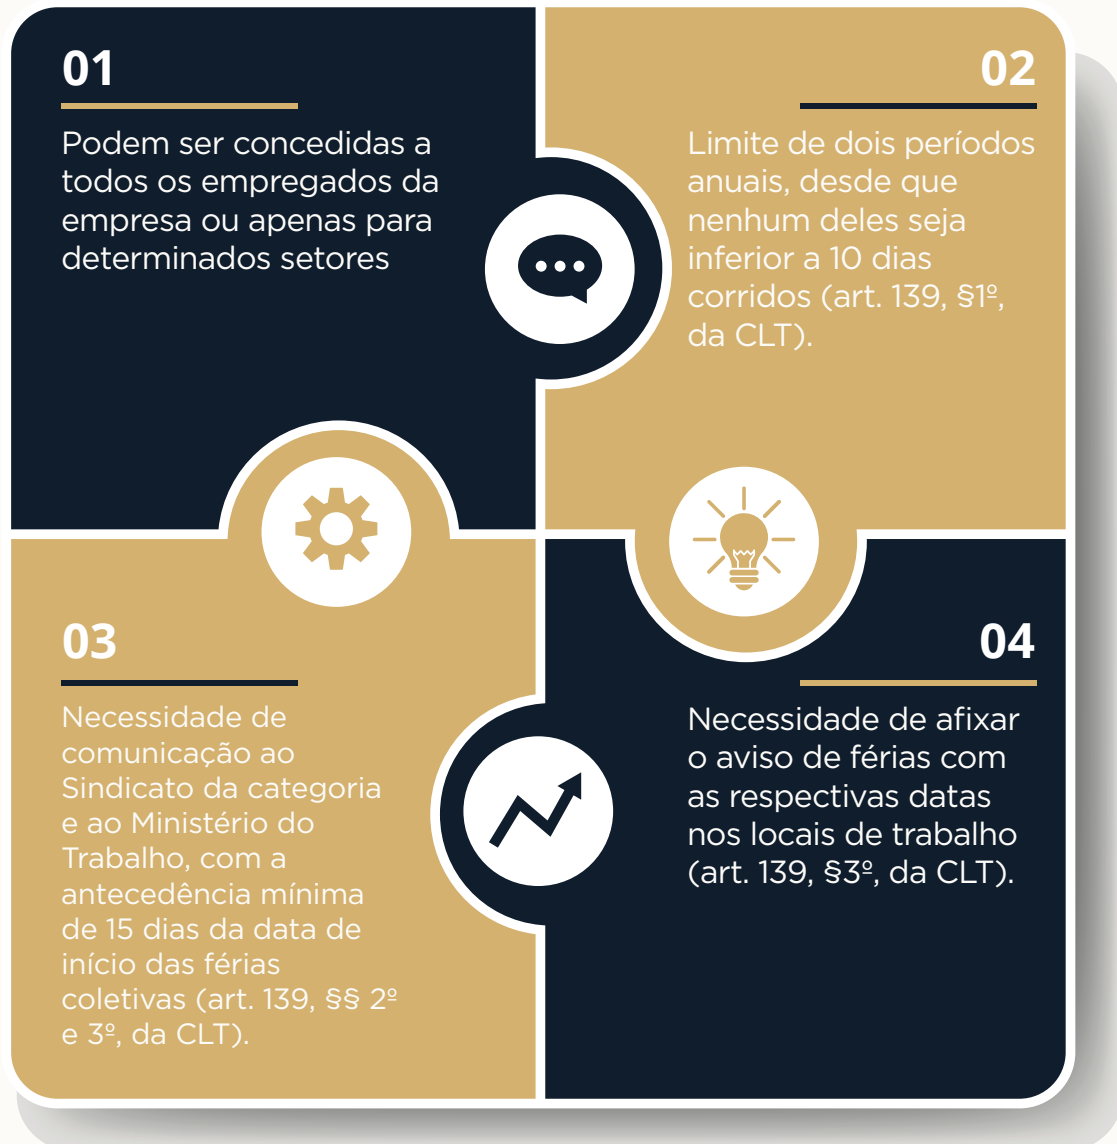 01
Podem ser concedidas a
todos os empregados da
empresa ou apenas para
determinados setores
02
Limite de dois períodos
anuais, desde que
nenhum deles seja
inferior a 10 dias
corridos (art. 139, §1º,
da CLT).
03
Necessidade de
comunicação ao
Sindicato da categoria
e ao Ministério do
Trabalho, com a
antecedência mínima
de 15 dias da data de
início das férias
coletivas (art. 139, §§ 2º
e 3º, da CLT).
04
Necessidade de afixar
o aviso de férias com
as respectivas datas
nos locais de trabalho
(art. 139, §3º, da CLT).